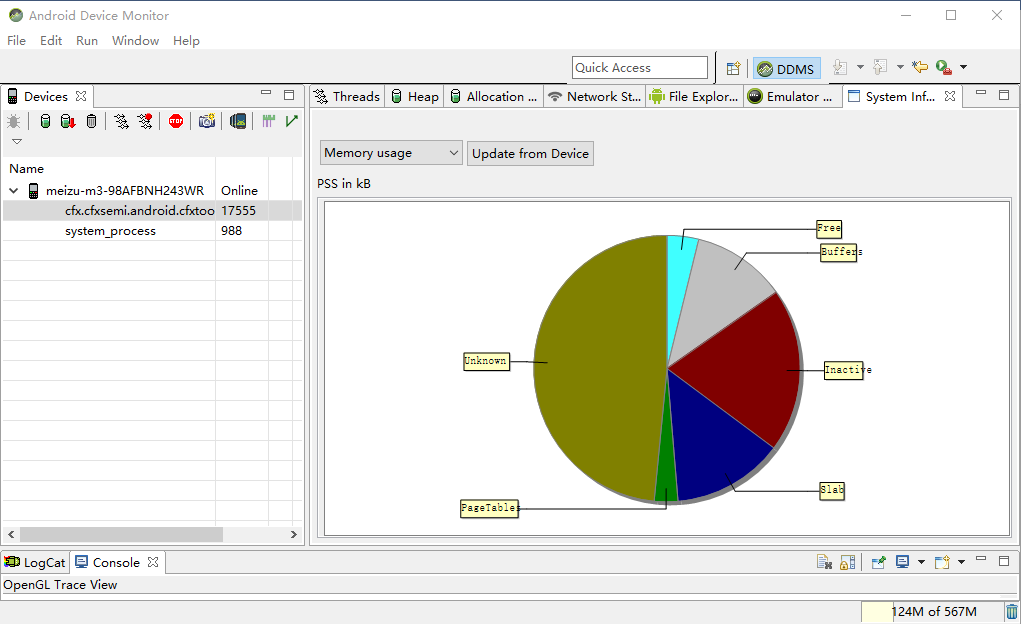 Android Device Monitor
File Edit Run Window Help
Quick Access
DDMS
Devices
Threads
Heap
Allocation ...
Network St...
File Explor...
Emulator ...
System Inf...
STOP
Memory usage
Update from Device
Name
PSS in kB
meizu-m3-98AFBNH243WR Online
cfx.cfxsemi.android.cfxtoo 17555
system_process 988
Free
Buffers
Unknown
Inactive
Slab
PageTables
LogCat
Console
OpenGL Trace View
124M of 567M